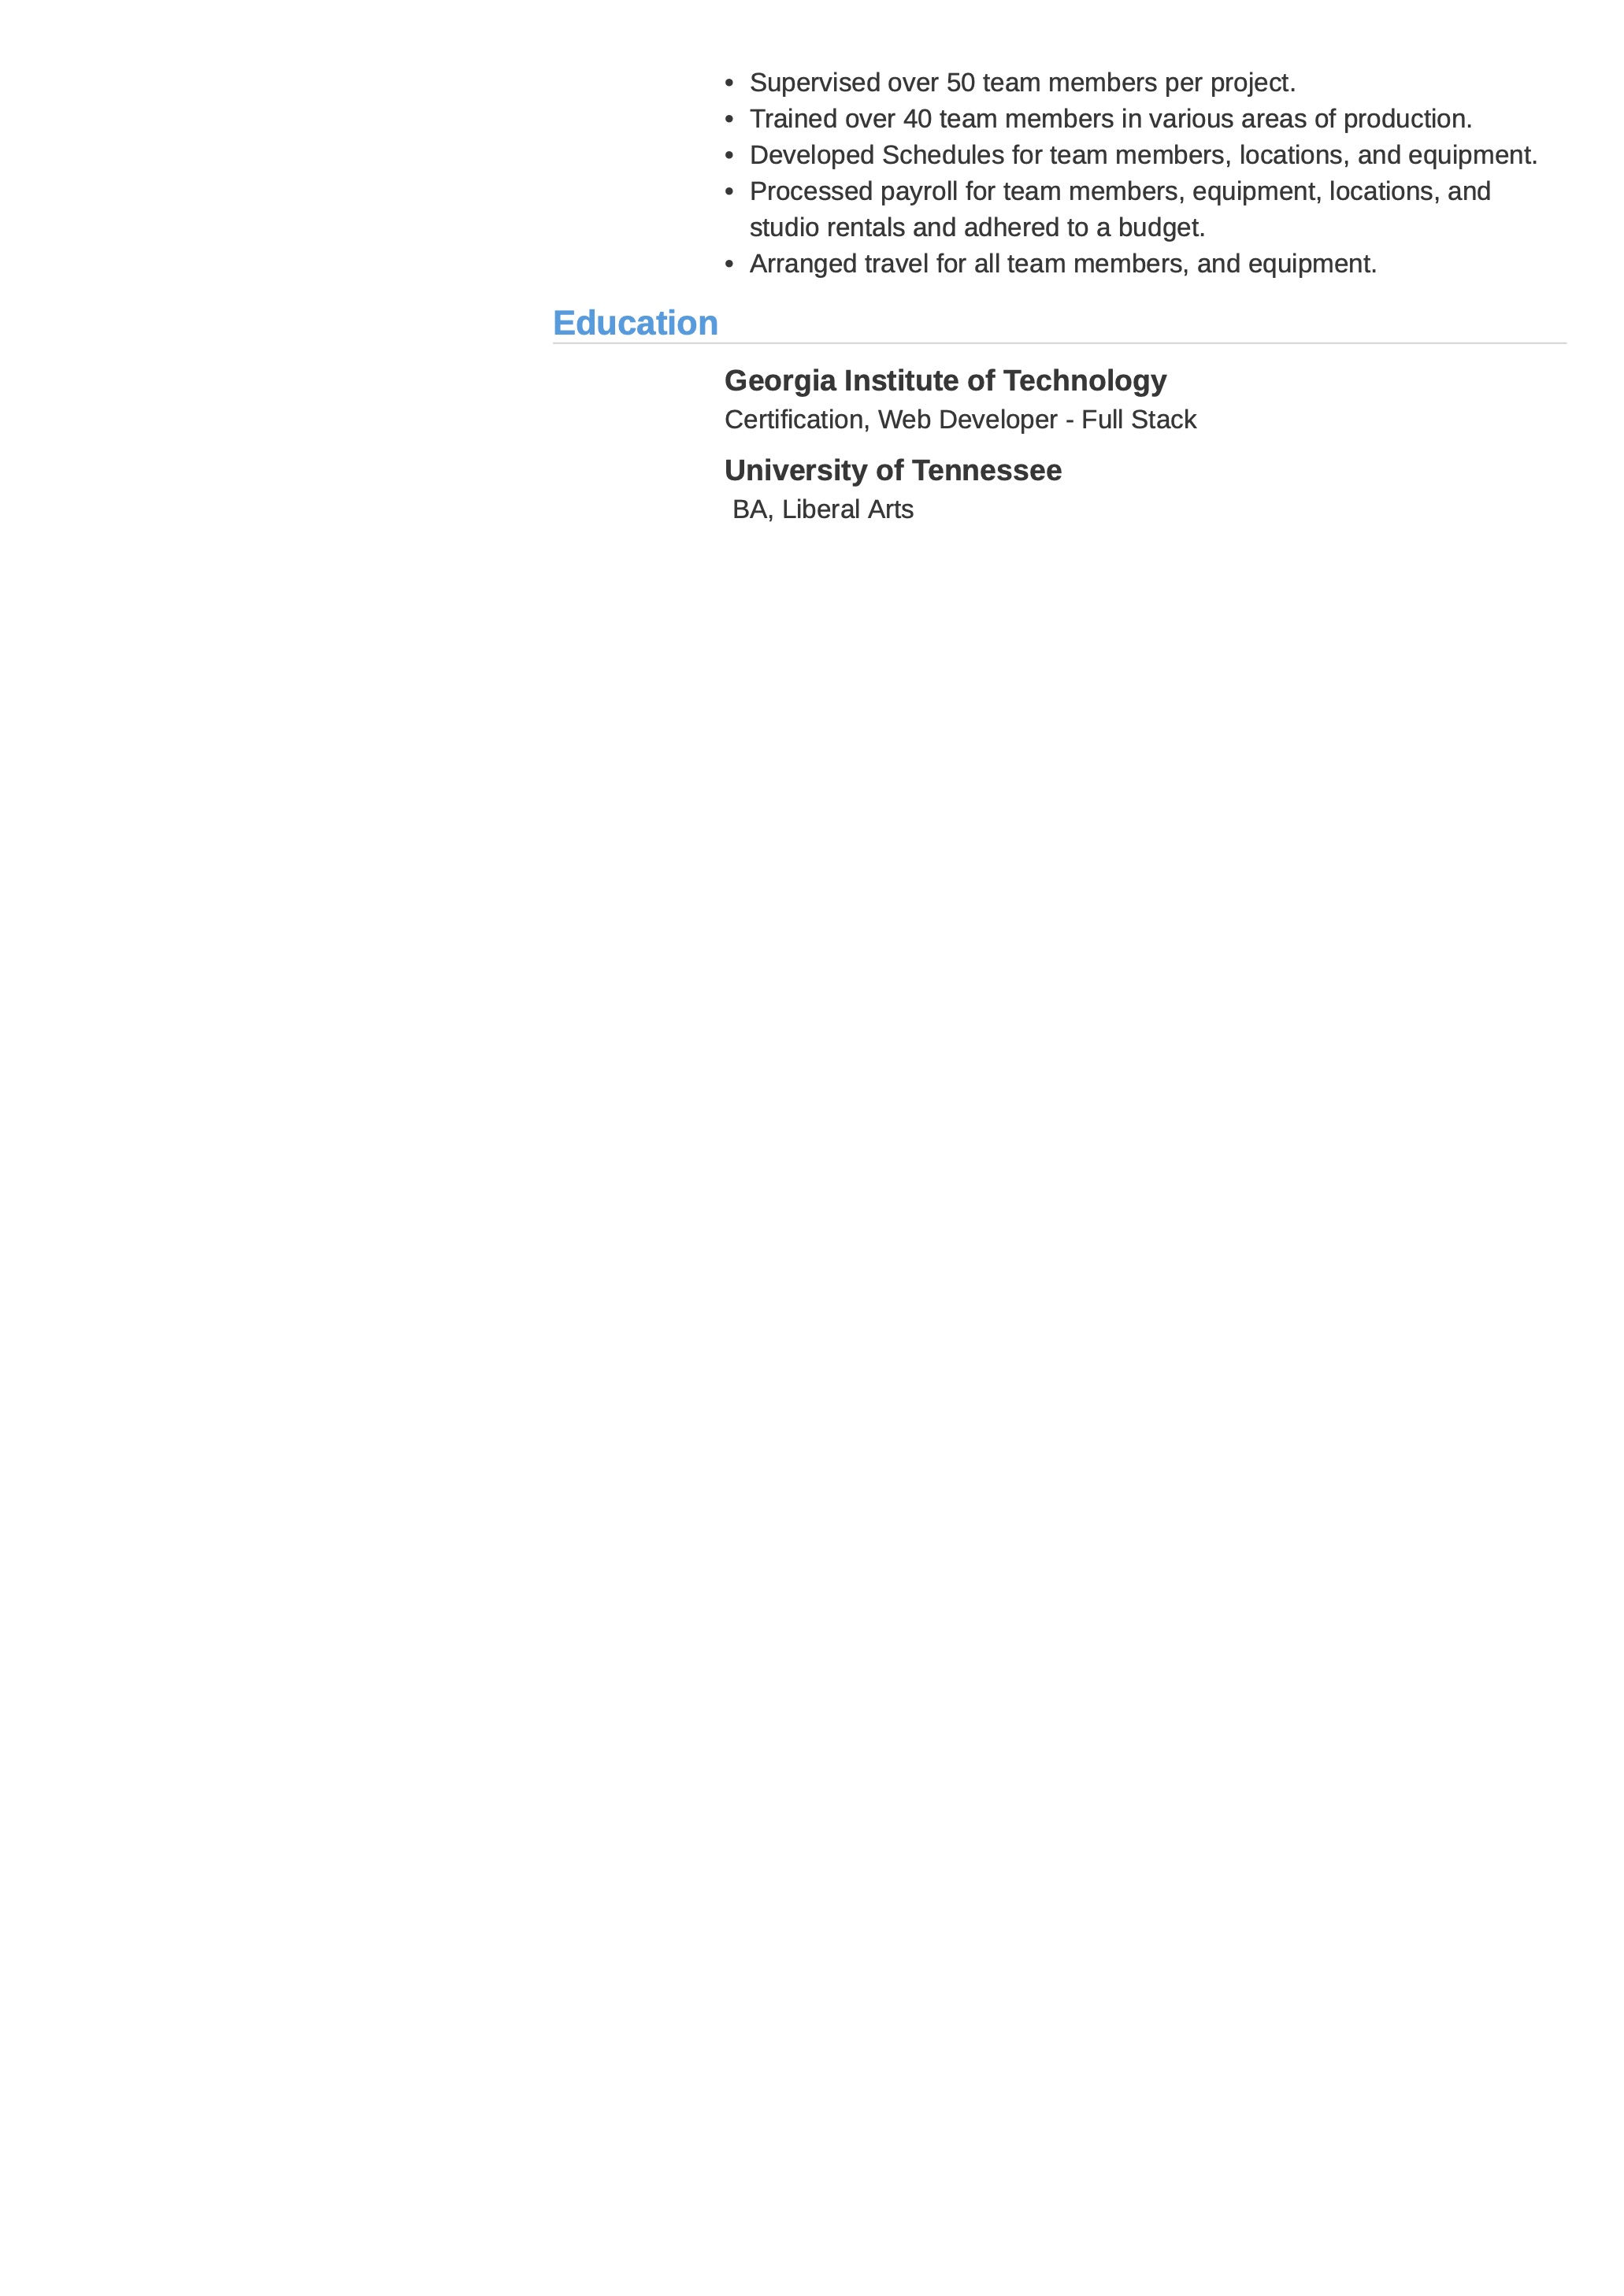 • Supervised over 50 team members per project.
• Trained over 40 team members in various areas of production.
• Developed Schedules for team members, locations, and equipment.
• Processed payroll for team members, equipment, locations, and
studio rentals and adhered to a budget.
• Arranged travel for all team members, and equipment.
Education
Georgia Institute of Technology
Certification, Web Developer - Full Stack
University of Tennessee
BA, Liberal Arts